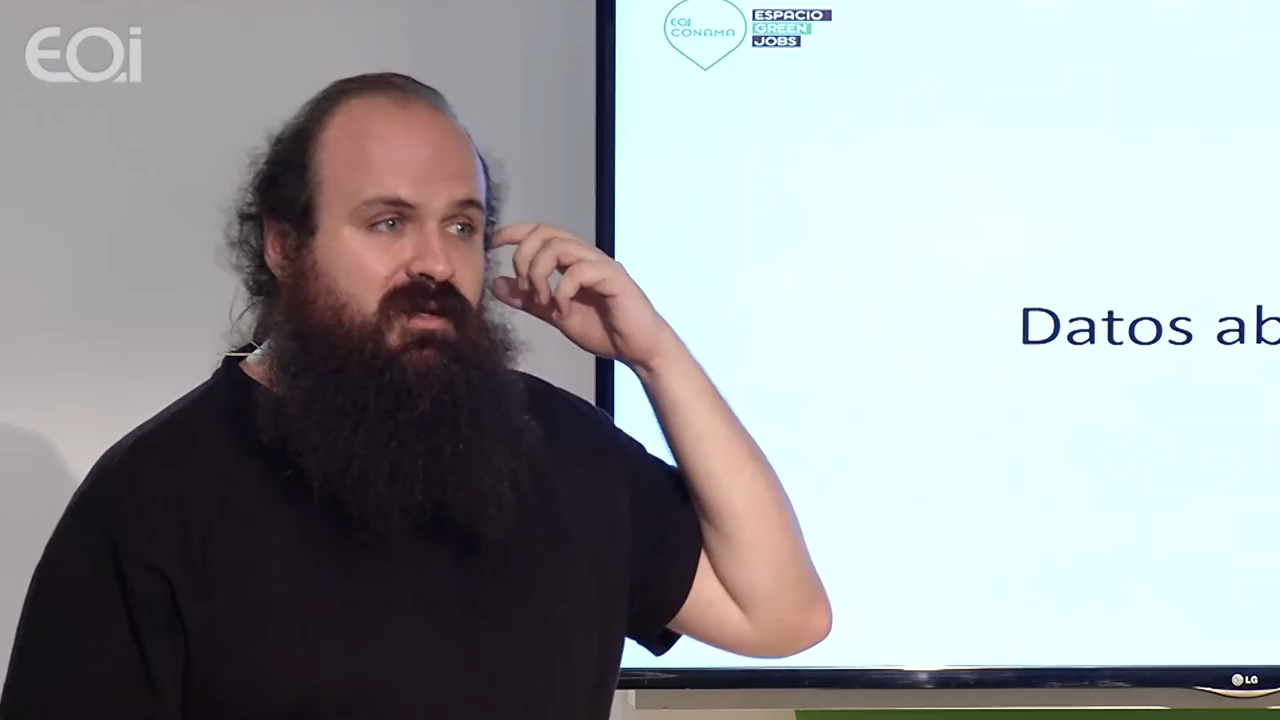 EOi
EOI
CONAMA
ESPACIO
GREEN
JOBS
Datos ab
LG